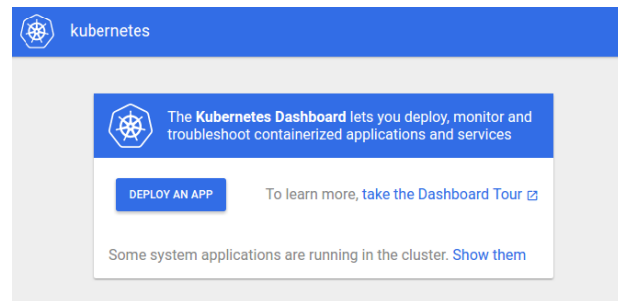 kubernetes
The Kubernetes Dashboard lets you deploy, monitor and
troubleshoot containerized applications and services
DEPLOY AN APP To learn more, take the Dashboard Tour
Some system applications are running in the cluster. Show them